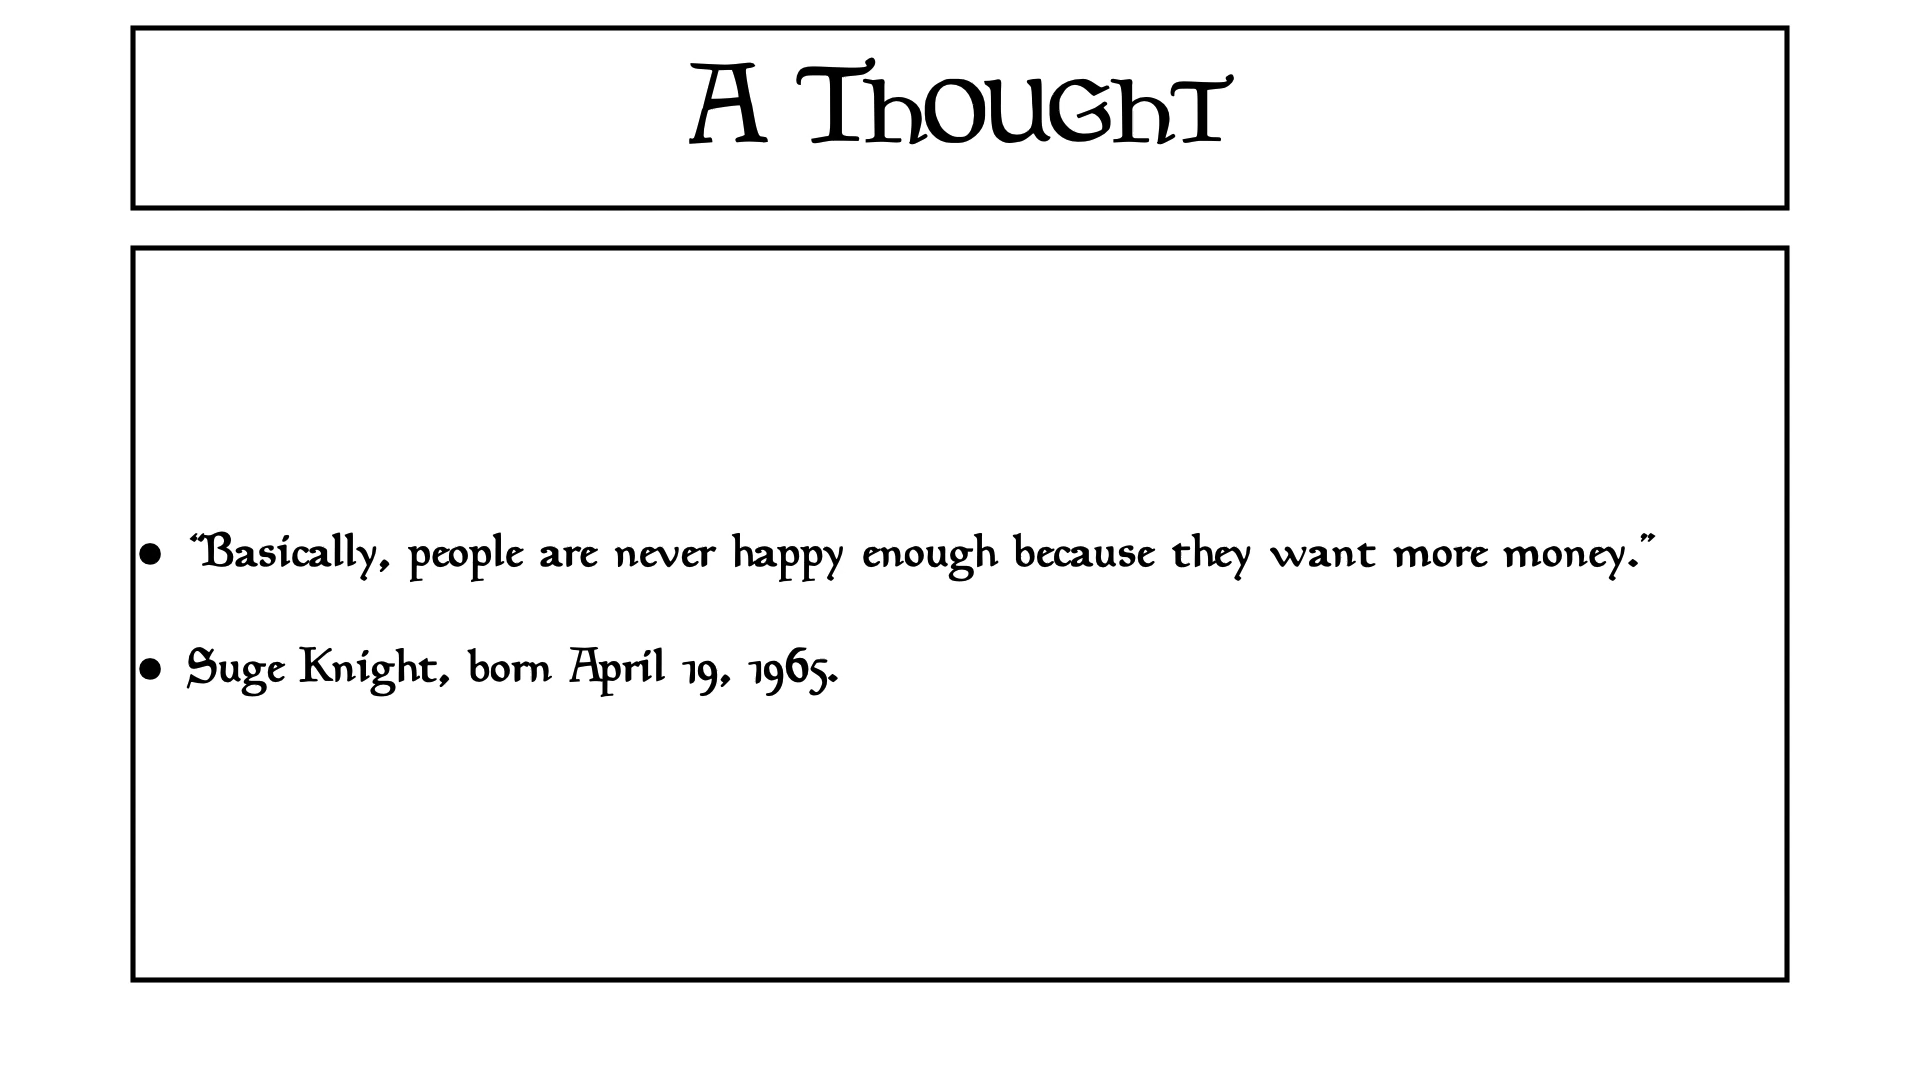 A Thought
• “Basically, people are never happy enough because they want more money.”
• Suge Knight, born April 19, 1965.